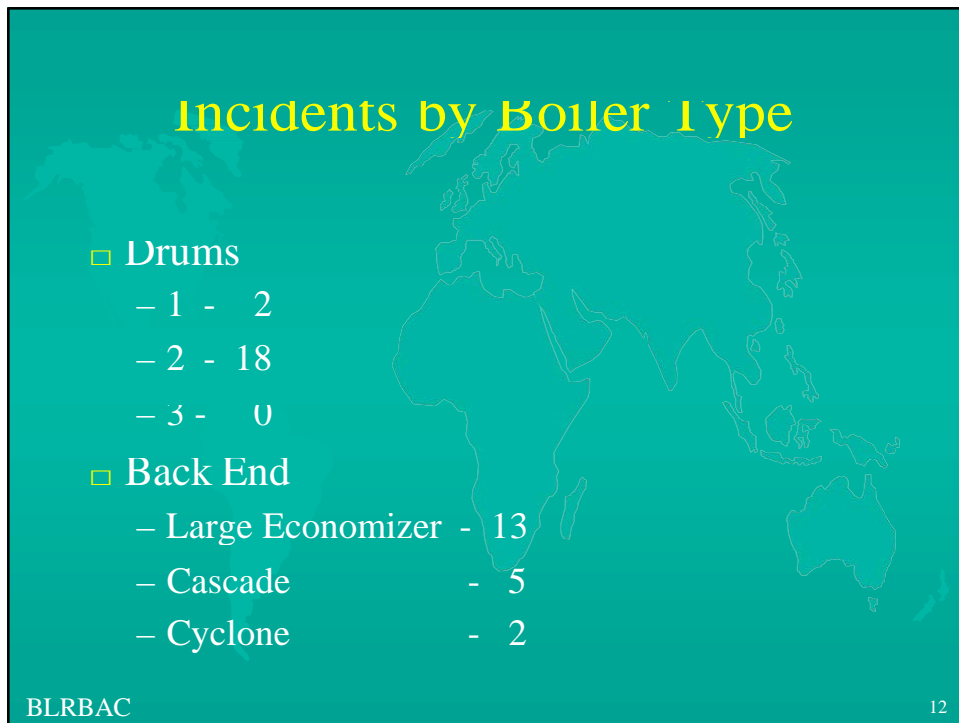 Incidents by Boiler Type
Drums
– 1 - 2
– 2 - 18
– 3 - 0
Back End
– Large Economizer - 13
– Cascade - 5
– Cyclone - 2
BLRBAC
12